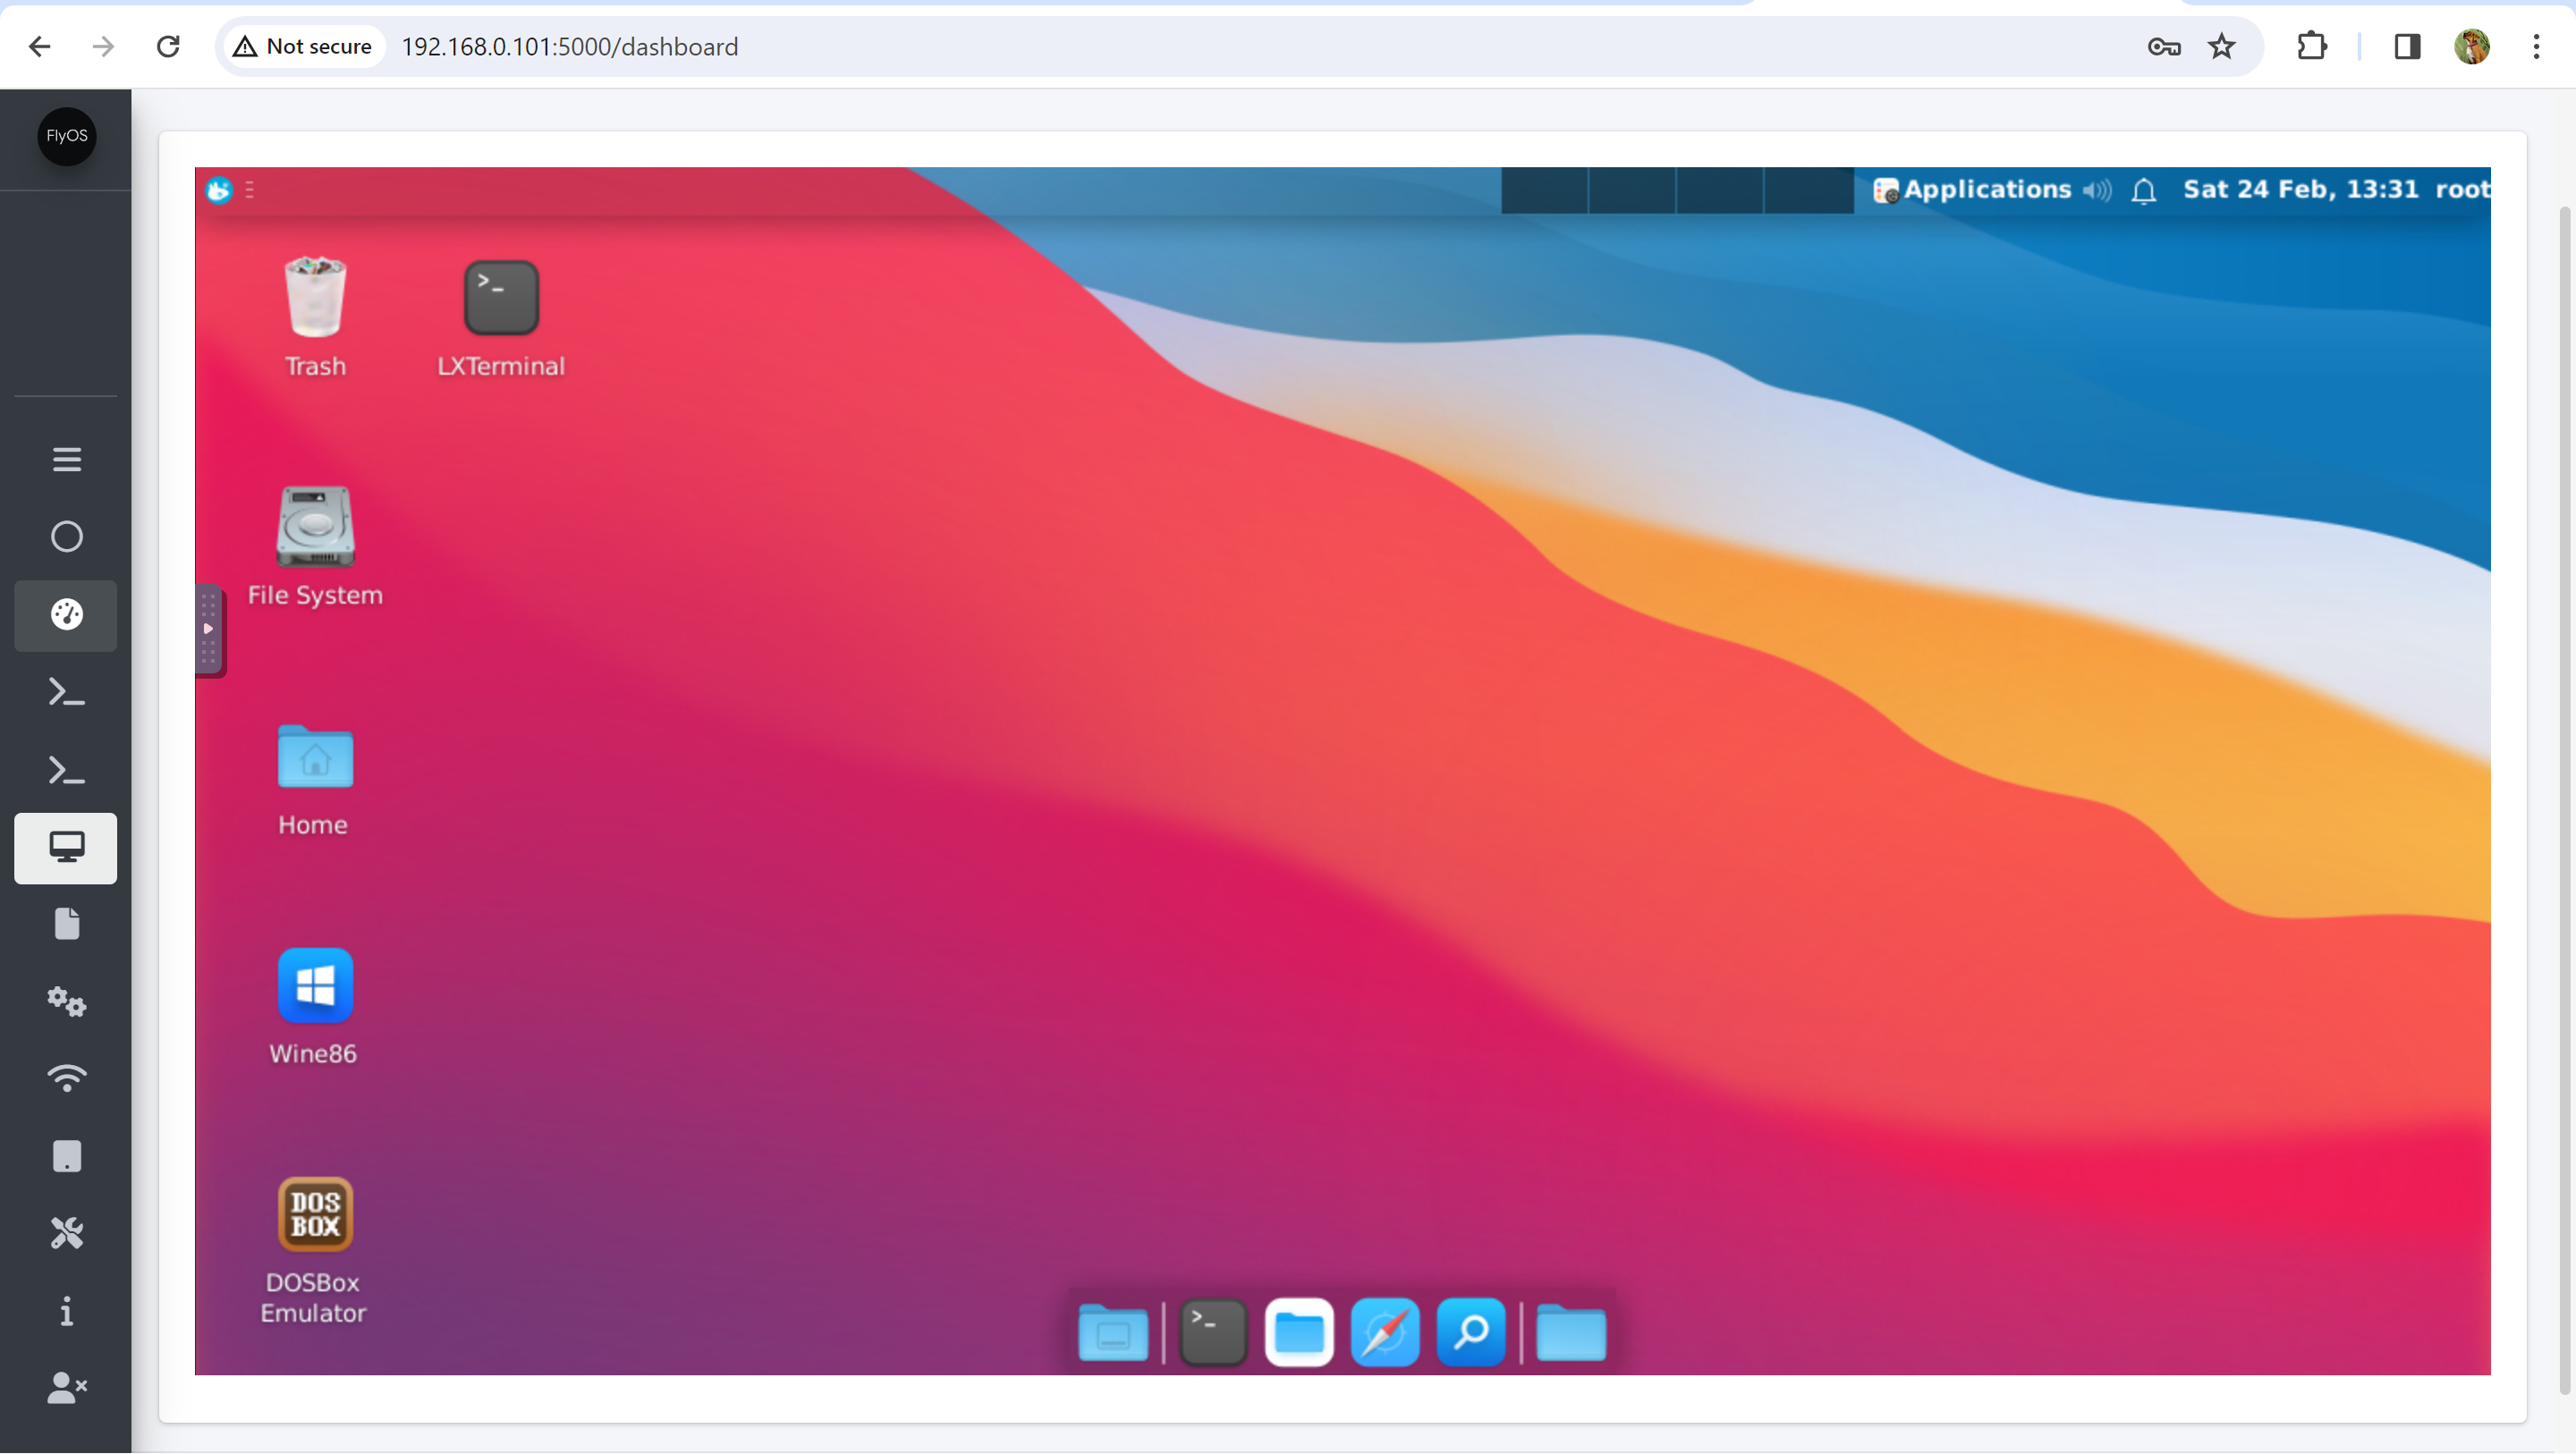 Not secure
192.168.0.101:5000/dashboard
FlyOS
Applications
Sat 24 Feb, 13:31
root
Trash
LXTerminal
File System
Home
Wine86
DOS
BOX
DOSBox
Emulator